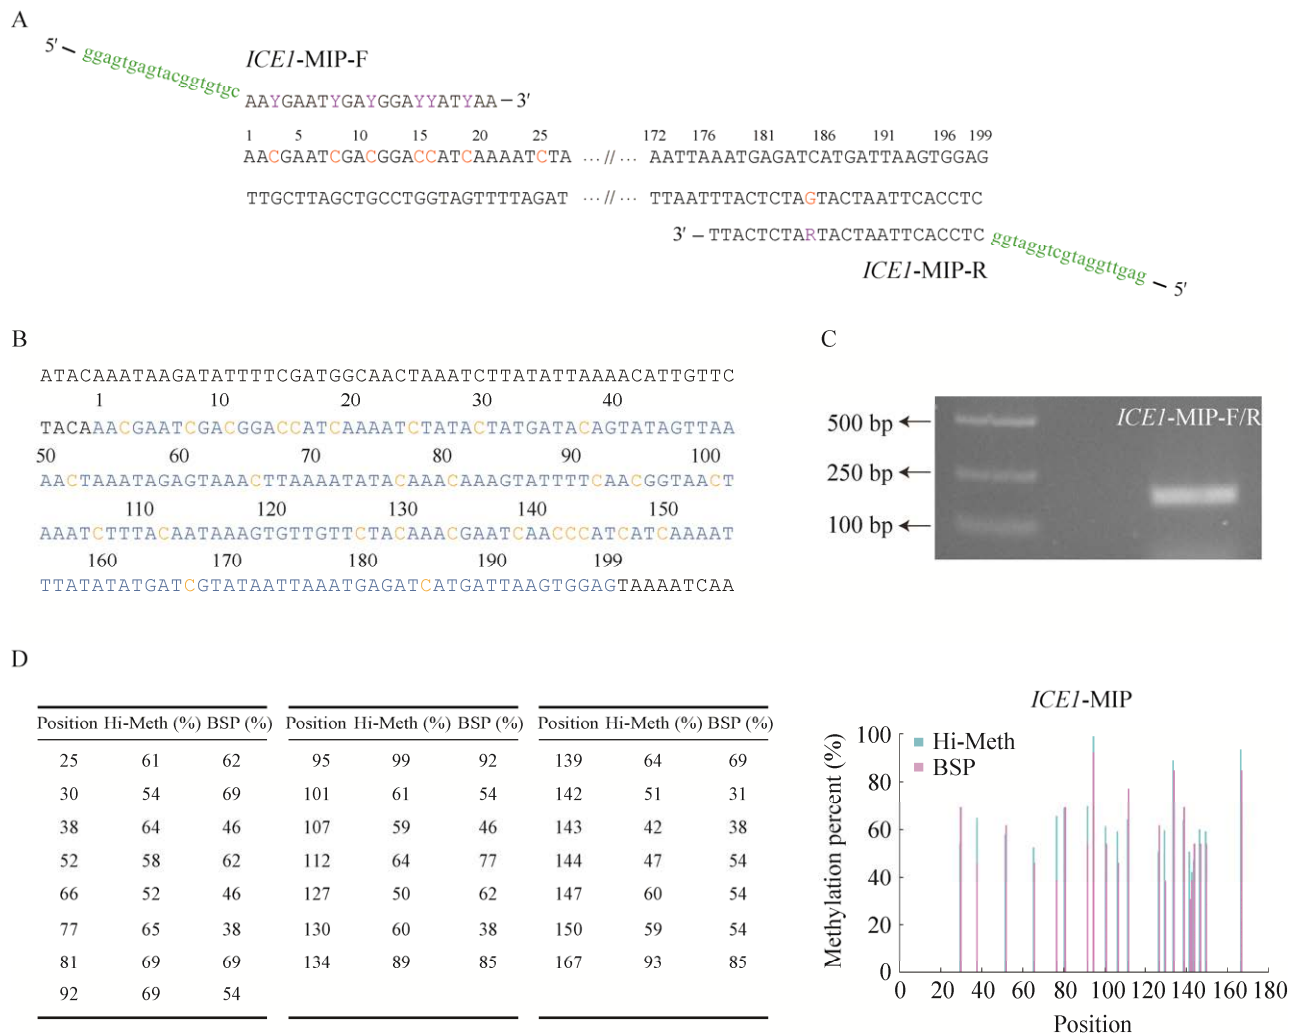 A
5′ – ggagtgagtacggtgtgc
ICE1-MIP-F
AAYGAATYGAYGGAYYATYAA – 3′
1 5 10 15 20 25 172 176 181 186 191 196 199
AACGAATCGACGGACCATCAAAATCTA ···//··· AATTAAATGAGATCATGATTAAGTGGAG
TTGCTTAGCTGCCTGGTAGTTTTAGAT ···//··· TTAATTTACTCTAGTACTAATTCACCTC
3′ – TTACTCTARTACTAATTCACCTC
ggtaggtcgtaggttgag – 5′
ICE1-MIP-R
B
ATACAAATAAGATATTTTCGATGGCAACTAAATCTTATATTAAAACATTGTTC
1 10 20 30 40
TACAAACGAATCGACGGACCATCAAAATCTATACTATGATACAGTATAGTTAA
50 60 70 80 90 100
AACTAAATAGAGTAAACTTAAAATATACAAACAAAGTATTTTCAACGGTAACT
110 120 130 140 150
AAATCTTTACAATAAAGTGTTGTTCTACAAACGAATCAACCCATCATCAAAAT
160 170 180 190 199
TTATATATGATCGTATAATTAAATGAGATCATGATTAAGTGGAGTAAAATCAA
C
ICE1-MIP-F/R
500 bp
250 bp
100 bp
D
Position Hi-Meth (%) BSP (%) Position Hi-Meth (%) BSP (%) Position Hi-Meth (%) BSP (%)
25 61 62 95 99 92 139 64 69
30 54 69 101 61 54 142 51 31
38 64 46 107 59 46 143 42 38
52 58 62 112 64 77 144 47 54
66 52 46 127 50 62 147 60 54
77 65 38 130 60 38 150 59 54
81 69 69 134 89 85 167 93 85
92 69 54
ICE1-MIP
Hi-Meth
BSP
Methylation percent (%)
100
80
60
40
20
0
0 20 40 60 80 100 120 140 160 180
Position